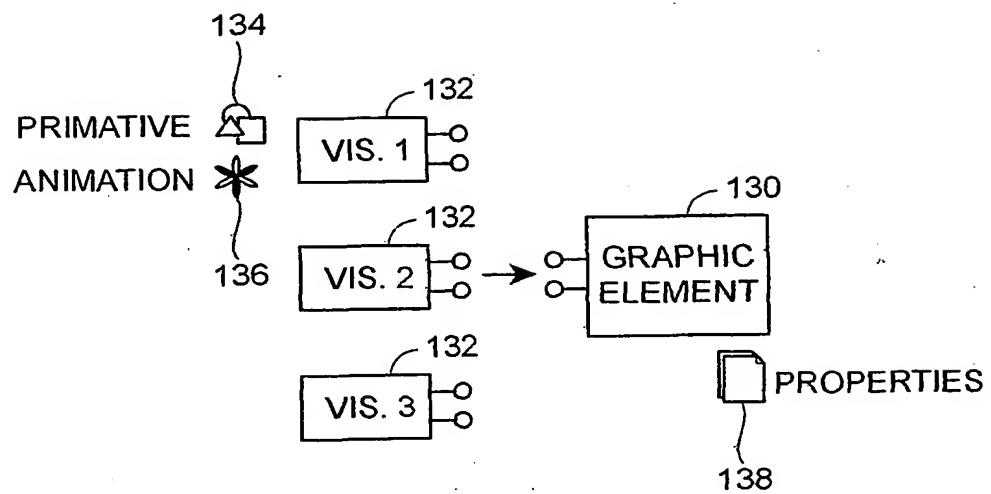 134
132
PRIMATIVE
VIS. 1
ANIMATION
130
132
136
VIS. 2
GRAPHIC
ELEMENT
132
VIS. 3
PROPERTIES
138